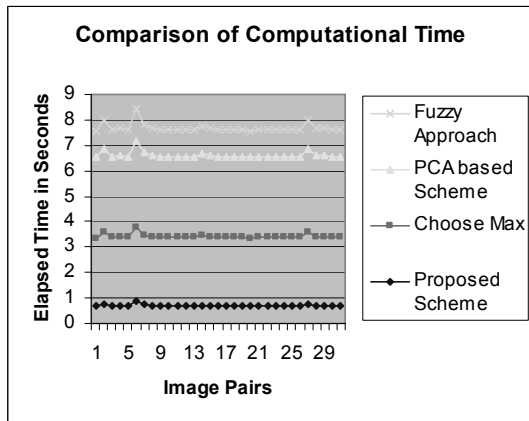 Comparison of Computational Time
Elapsed Time in Seconds
9
8
7
6
5
4
3
2
1
0
1 5 9 13 17 21 25 29
Image Pairs
Fuzzy
Approach
PCA based
Scheme
Choose Max
Proposed
Scheme